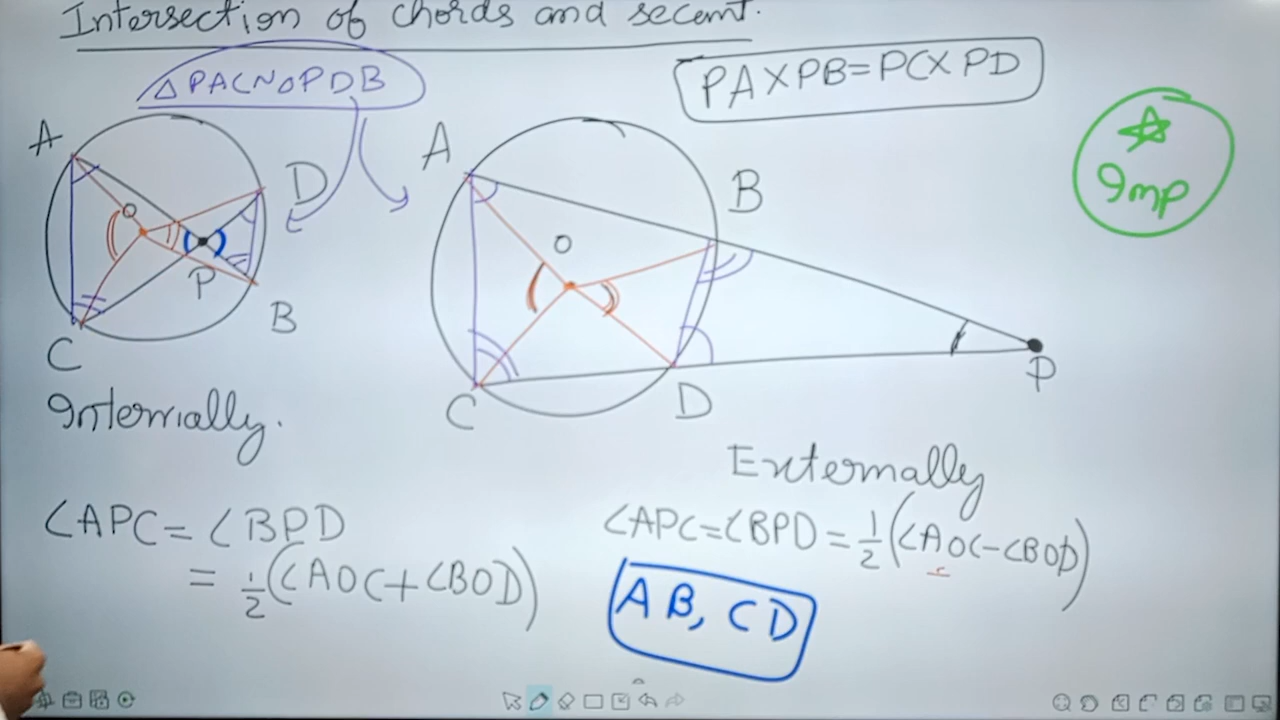 Intersection of chords and secant.
△PAC~△PDB
PA×PB=PC×PD
☆
Imp
A
O
D
P
B
C
A
B
O
C
D
P
Internally.
Externally
∠APC=∠BPD
=½(∠AOC+∠BOD)
∠APC=∠BPD=½(∠AOC-∠BOD)
AB, CD